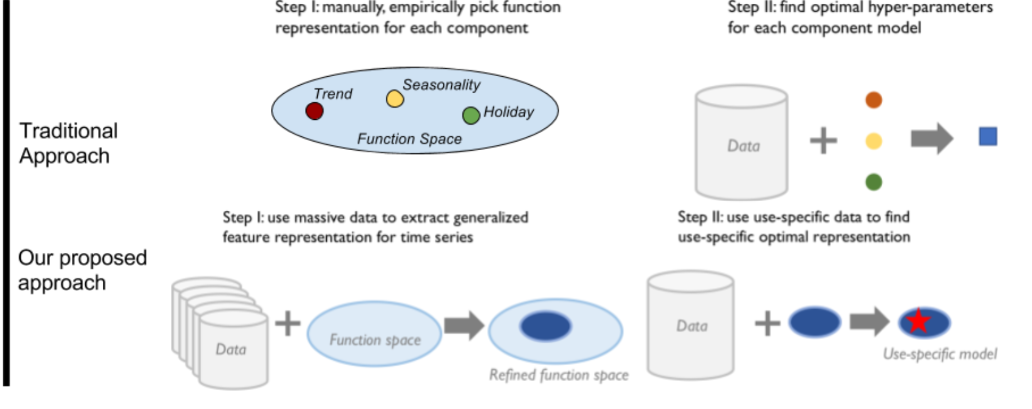 Step I: manually, empirically pick function
representation for each component
Step II: find optimal hyper-parameters
for each component model
Traditional
Approach
Trend
Seasonality
Holiday
Function Space
Data
Step I: use massive data to extract generalized
feature representation for time series
Step II: use use-specific data to find
use-specific optimal representation
Our proposed
approach
Data
Function space
Refined function space
Data
Use-specific model